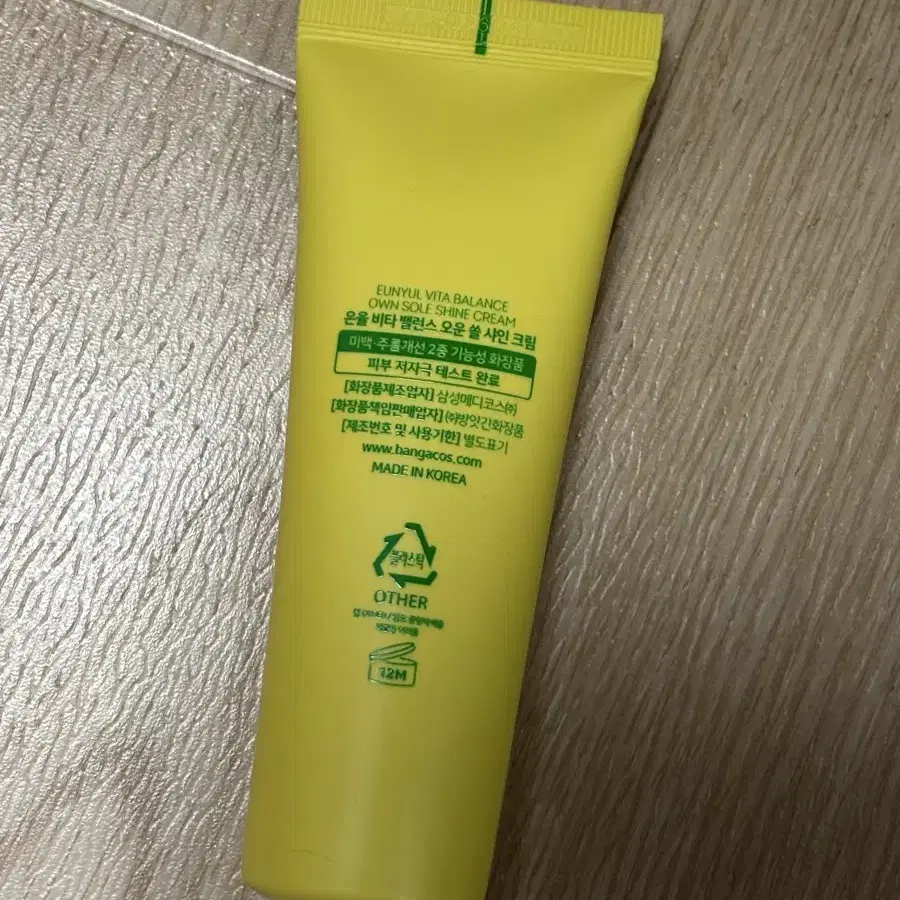 EUNYUL VITA BALANCE
OWN SOLE SHINE CREAM
은율 비타 밸런스 오운 쏠 샤인 크림
미백·주름개선 2중 기능성 화장품
피부 저자극 테스트 완료
[화장품제조업자] 삼성메디코스㈜
[화장품책임판매업자] ㈜방앗간화장품
[제조번호 및 사용기한] 별도표기
www.bangacos.com
MADE IN KOREA
플라스틱
OTHER
12M